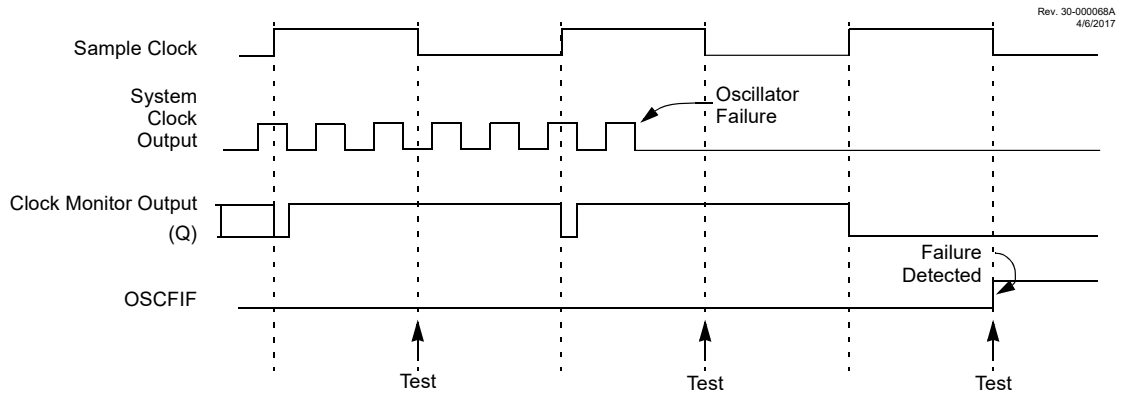 Rev. 30-000068A
4/6/2017
Sample Clock
System
Clock
Output
Oscillator
Failure
Clock Monitor Output
(Q)
Failure
Detected
OSCFIF
Test
Test
Test